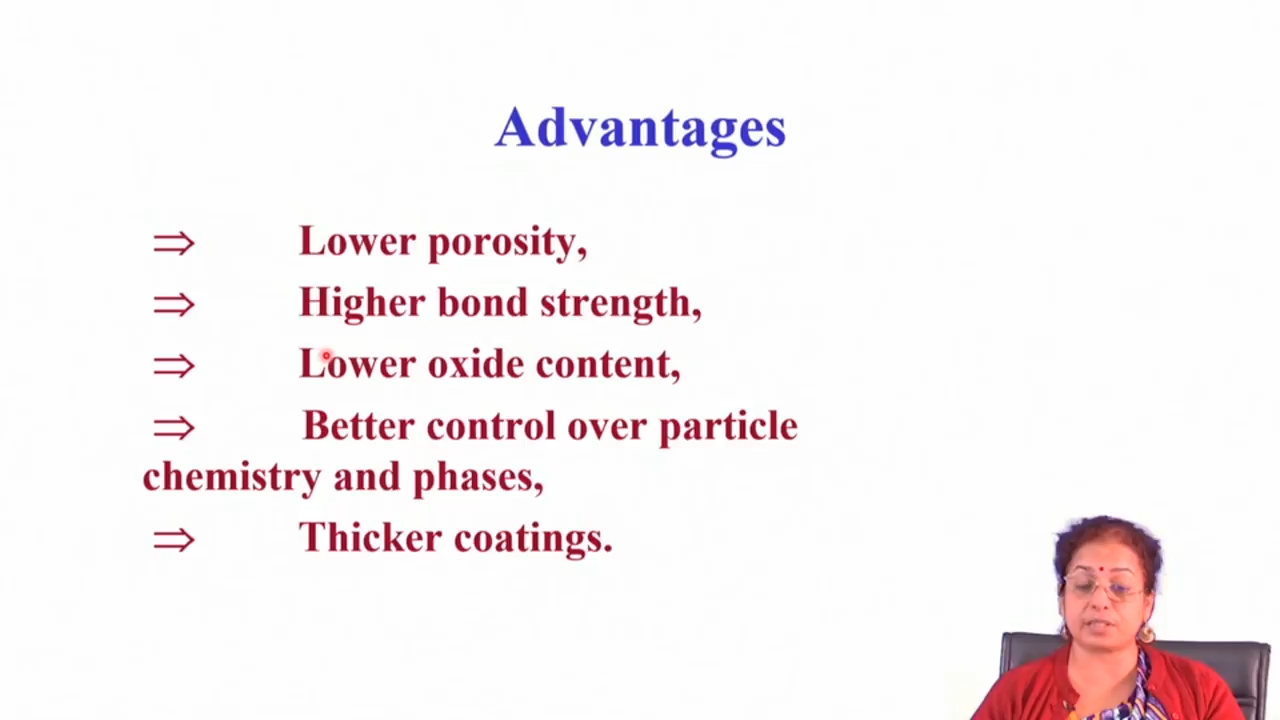 Advantages
⇒ Lower porosity,
⇒ Higher bond strength,
⇒ Lower oxide content,
⇒ Better control over particle
chemistry and phases,
⇒ Thicker coatings.